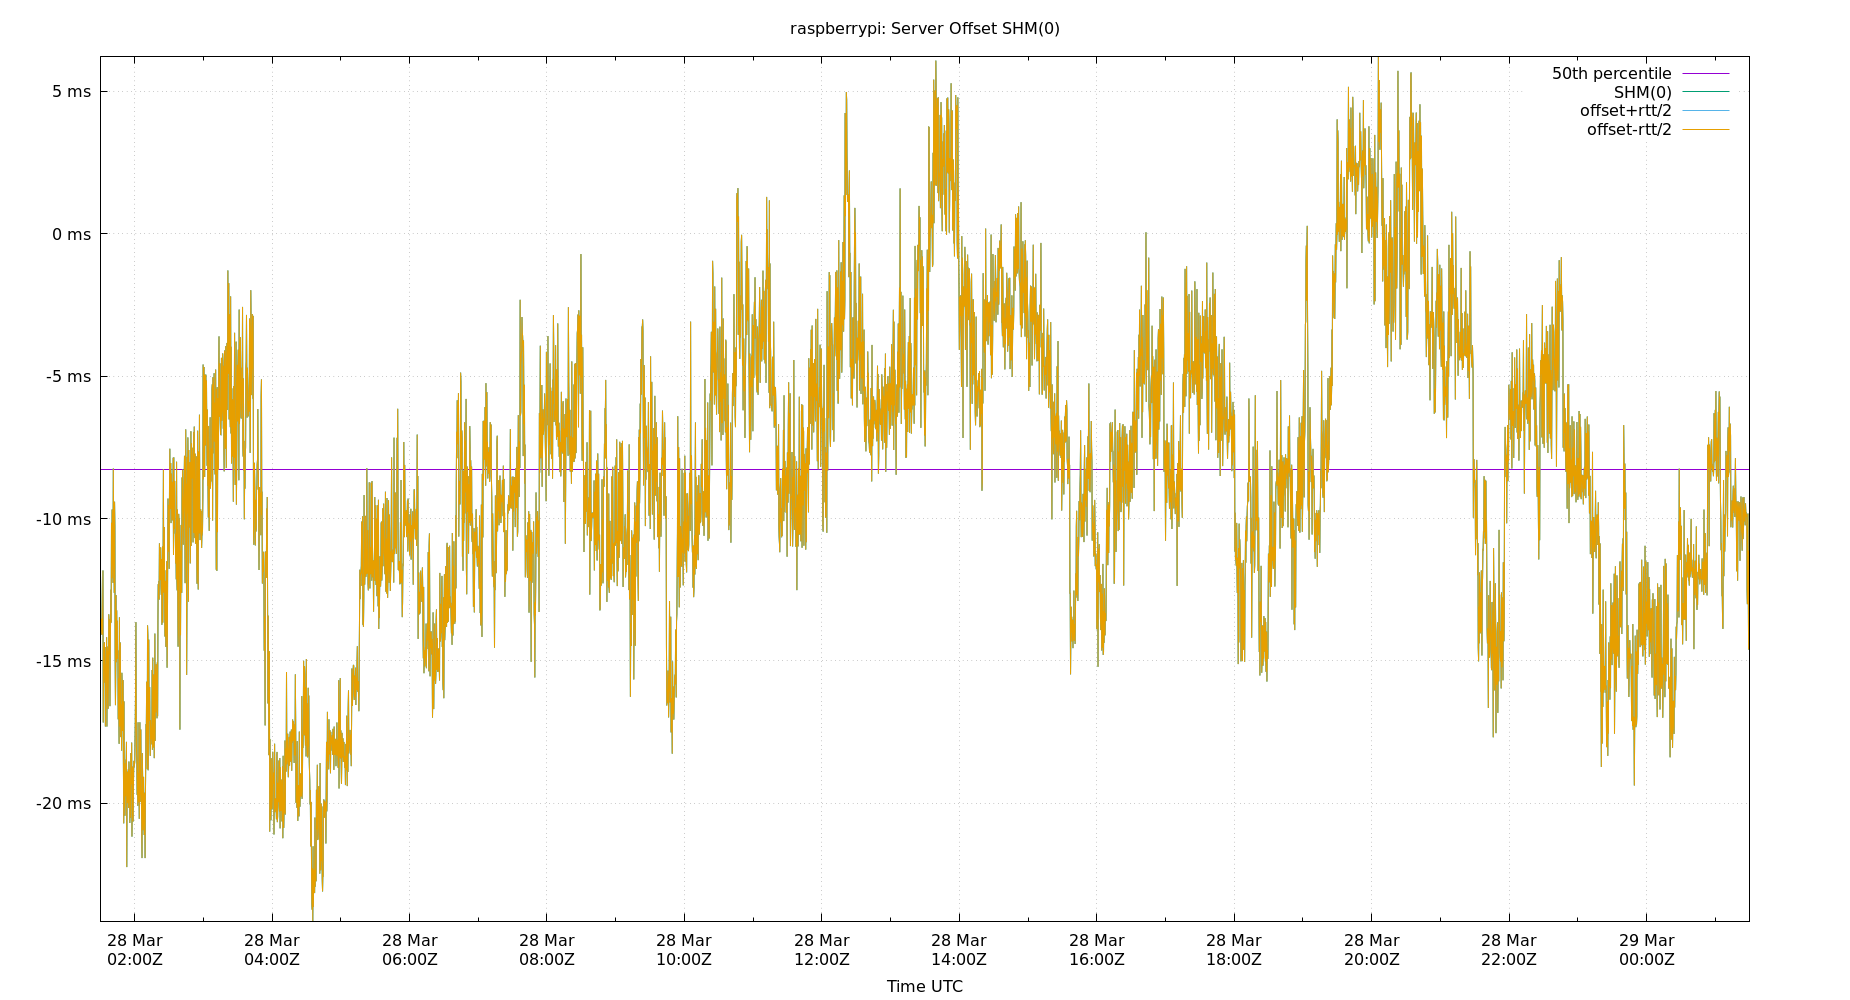 raspberrypi: Server Offset SHM(0)
50th percentile
SHM(0)
offset+rtt/2
offset-rtt/2
5 ms
0 ms
-5 ms
-10 ms
-15 ms
-20 ms
28 Mar 28 Mar 28 Mar 28 Mar 28 Mar 28 Mar 28 Mar 28 Mar 28 Mar 28 Mar 28 Mar 29 Mar
02:00Z 04:00Z 06:00Z 08:00Z 10:00Z 12:00Z 14:00Z 16:00Z 18:00Z 20:00Z 22:00Z 00:00Z
Time UTC